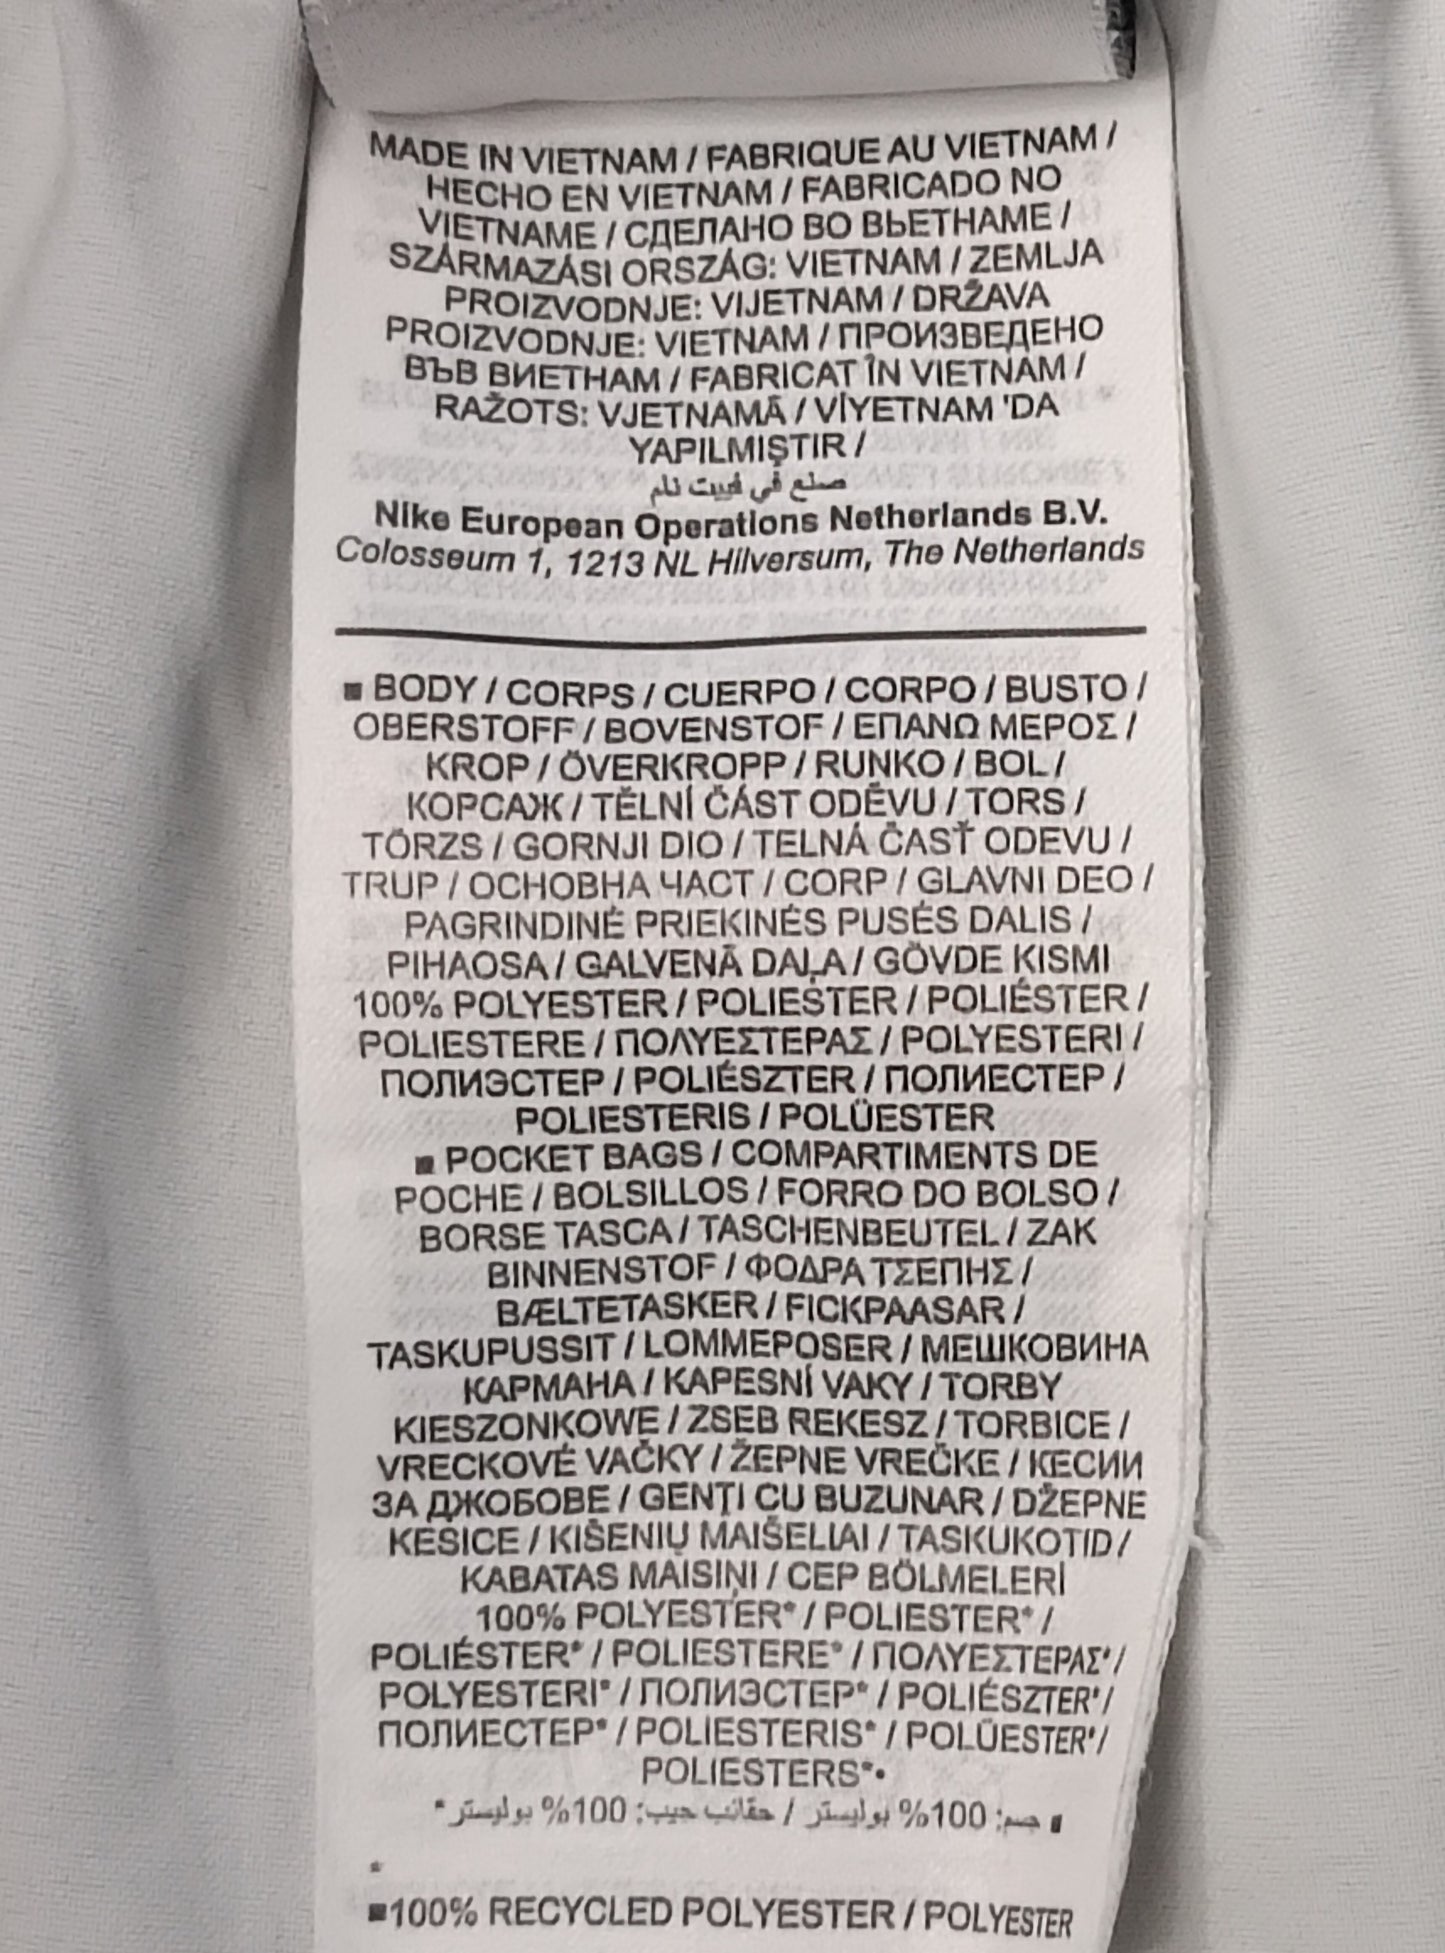 MADE IN VIETNAM / FABRIQUE AU VIETNAM /
HECHO EN VIETNAM / FABRICADO NO
VIETNAME / СДЕЛАНО ВО ВЬЕТНАМЕ /
SZÁRMAZÁSI ORSZÁG: VIETNAM / ZEMLJA
PROIZVODNJE: VIJETNAM / DRŽAVA
PROIZVODNJE: VIETNAM / ПРОИЗВЕДЕНО
ВЪВ ВИЕТНАМ / FABRICAT ÎN VIETNAM /
RAŽOTS: VJETNAMĀ / VİYETNAM 'DA
YAPILMIŞTIR /
صنع في فييت نام
Nike European Operations Netherlands B.V.
Colosseum 1, 1213 NL Hilversum, The Netherlands
■ BODY / CORPS / CUERPO / CORPO / BUSTO /
OBERSTOFF / BOVENSTOF / ΕΠΑΝΩ ΜΕΡΟΣ /
KROP / ÖVERKROPP / RUNKO / BOL /
КОРСАЖ / TĚLNÍ ČÁST ODĚVU / TORS /
TÖRZS / GORNJI DIO / TELNÁ ČASŤ ODEVU /
TRUP / ОСНОВНА ЧАСТ / CORP / GLAVNI DEO /
PAGRINDINĖ PRIEKINĖS PUSĖS DALIS /
PIHAOSA / GALVENĀ DAĻA / GÖVDE KISMI
100% POLYESTER / POLIESTER / POLIÉSTER /
POLIESTERE / ΠΟΛΥΕΣΤΕΡΑΣ / POLYESTERI /
ПОЛИЭСТЕР / POLIÉSZTER / ПОЛИЕСТЕР /
POLIESTERIS / POLÜESTER
■ POCKET BAGS / COMPARTIMENTS DE
POCHE / BOLSILLOS / FORRO DO BOLSO /
BORSE TASCA / TASCHENBEUTEL / ZAK
BINNENSTOF / ΦΟΔΡΑ ΤΣΕΠΗΣ /
BÆLTETASKER / FICKPAASAR /
TASKUPUSSIT / LOMMEPOSER / МЕШКОВИНА
КАРМАНА / KAPESNÍ VAKY / TORBY
KIESZONKOWE / ZSEB REKESZ / TORBICE /
VRECKOVÉ VAČKY / ŽEPNE VREČKE / КЕСИИ
ЗА ДЖОБОВЕ / GENȚI CU BUZUNAR / DŽEPNE
KESICE / KIŠENIŲ MAIŠELIAI / TASKUKOTID /
KABATAS MAISIŅI / CEP BÖLMELERİ
100% POLYESTER* / POLIESTER* /
POLIÉSTER* / POLIESTERE* / ΠΟΛΥΕΣΤΕΡΑΣ* /
POLYESTERI* / ПОЛИЭСТЕР* / POLIÉSZTER* /
ПОЛИЕСТЕР* / POLIESTERIS* / POLÜESTER* /
POLIESTERS*•
■ جسم: 100% بوليستر / حقائب جيب: 100% بوليستر *
*
■100% RECYCLED POLYESTER / POLYESTER